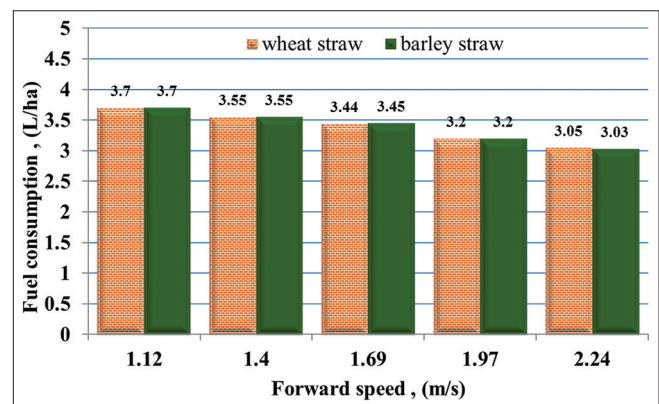 wheat straw barley straw
Fuel consumption , (L/ha)
5
4.5
4
3.5
3
2.5
2
1.5
1
0.5
0
3.7 3.7 3.55 3.55 3.44 3.45 3.2 3.2 3.05 3.03
1.12 1.4 1.69 1.97 2.24
Forward speed , (m/s)